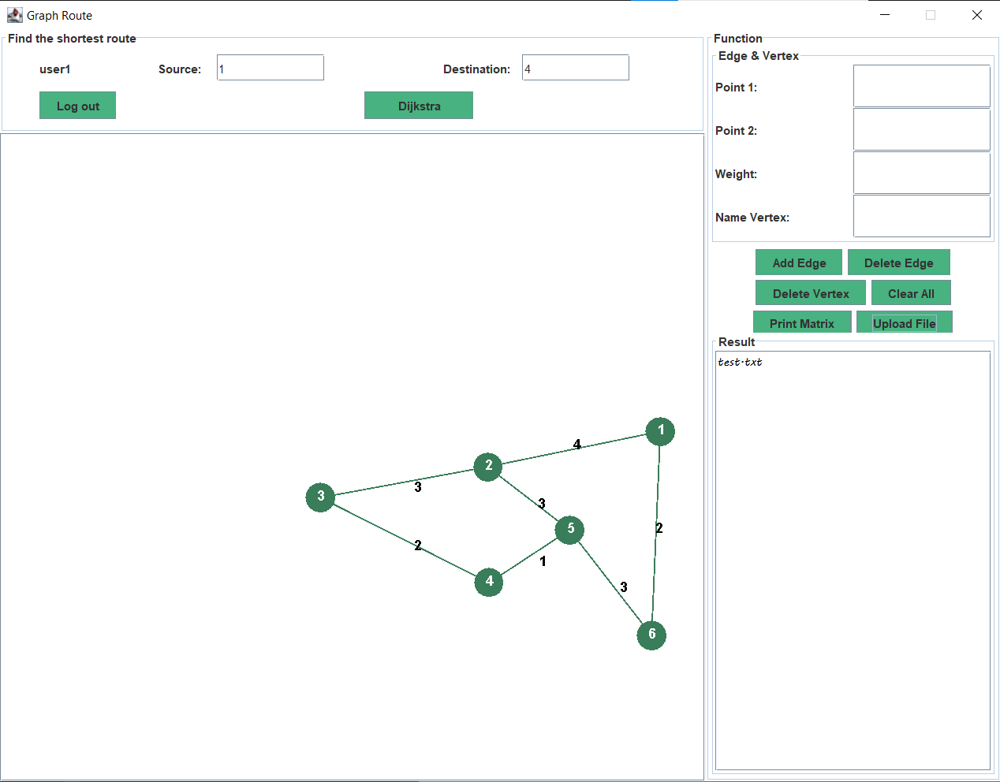 Graph Route
Find the shortest route
user1
Source:
1
Destination:
4
Log out
Dijkstra
Function
Edge & Vertex
Point 1:
Point 2:
Weight:
Name Vertex:
Add Edge
Delete Edge
Delete Vertex
Clear All
Print Matrix
Upload File
Result
test.txt
1
4
2
3
3
3
5
2
2
1
4
3
6